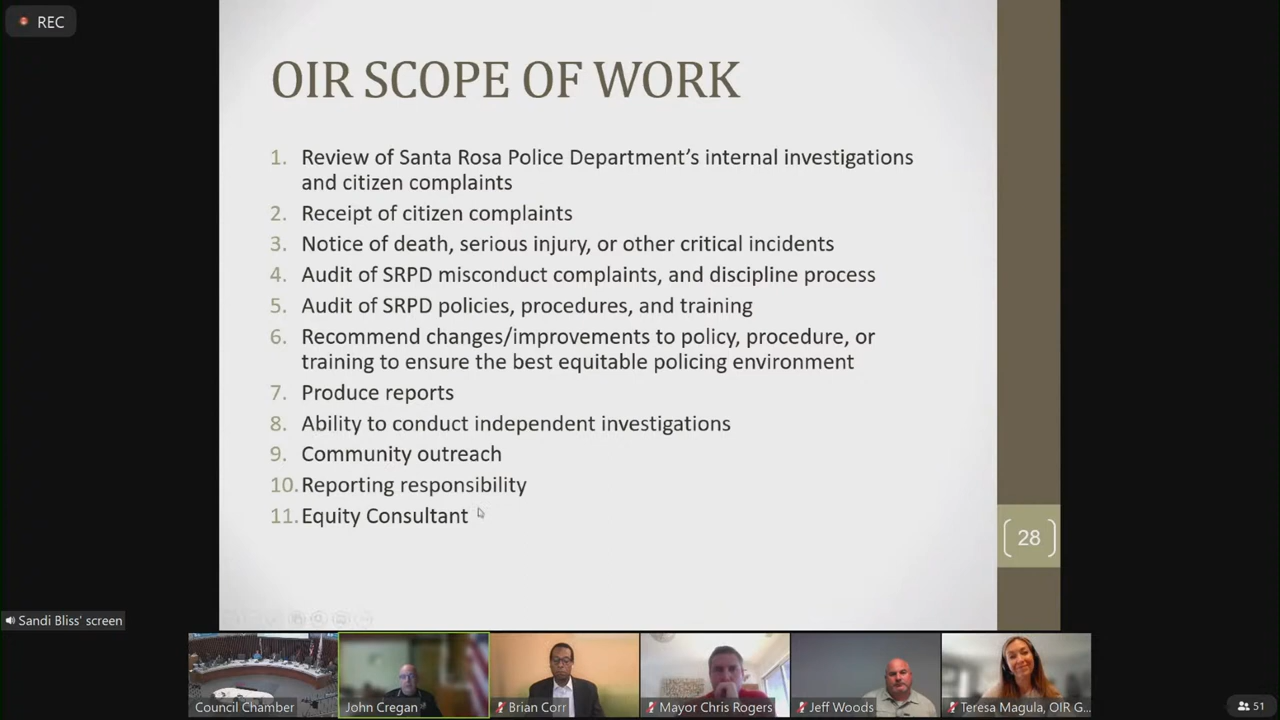 REC
OIR SCOPE OF WORK
1. Review of Santa Rosa Police Department's internal investigations
and citizen complaints
2. Receipt of citizen complaints
3. Notice of death, serious injury, or other critical incidents
4. Audit of SRPD misconduct complaints, and discipline process
5. Audit of SRPD policies, procedures, and training
6. Recommend changes/improvements to policy, procedure, or
training to ensure the best equitable policing environment
7. Produce reports
8. Ability to conduct independent investigations
9. Community outreach
10. Reporting responsibility
11. Equity Consultant
28
Sandi Bliss' screen
Council Chamber
John Cregan
Brian Corr
Mayor Chris Rogers
Jeff Woods
Teresa Magula, OIR G...
51